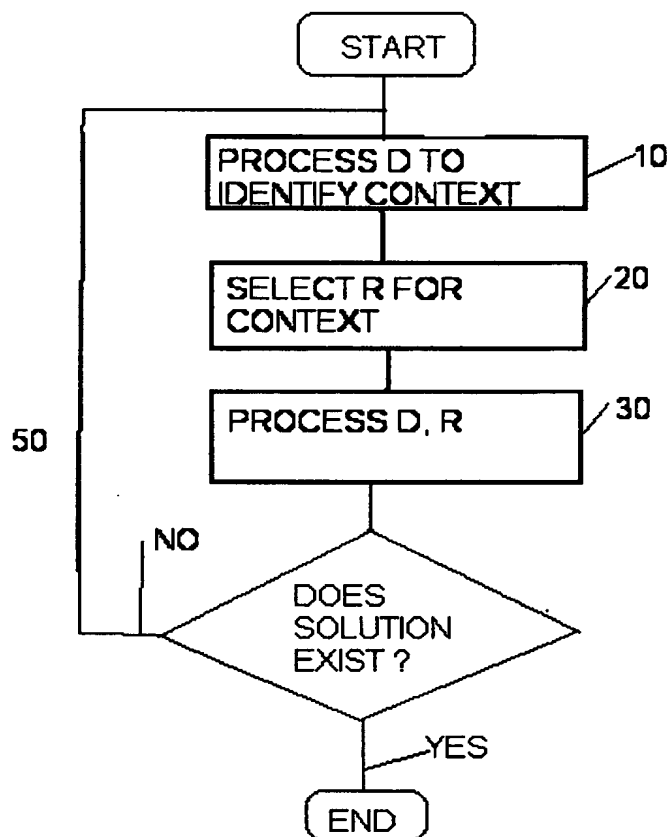 START
PROCESS D TO
IDENTIFY CONTEXT
10
SELECT R FOR
CONTEXT
20
PROCESS D, R
30
50
NO
DOES
SOLUTION
EXIST ?
YES
END